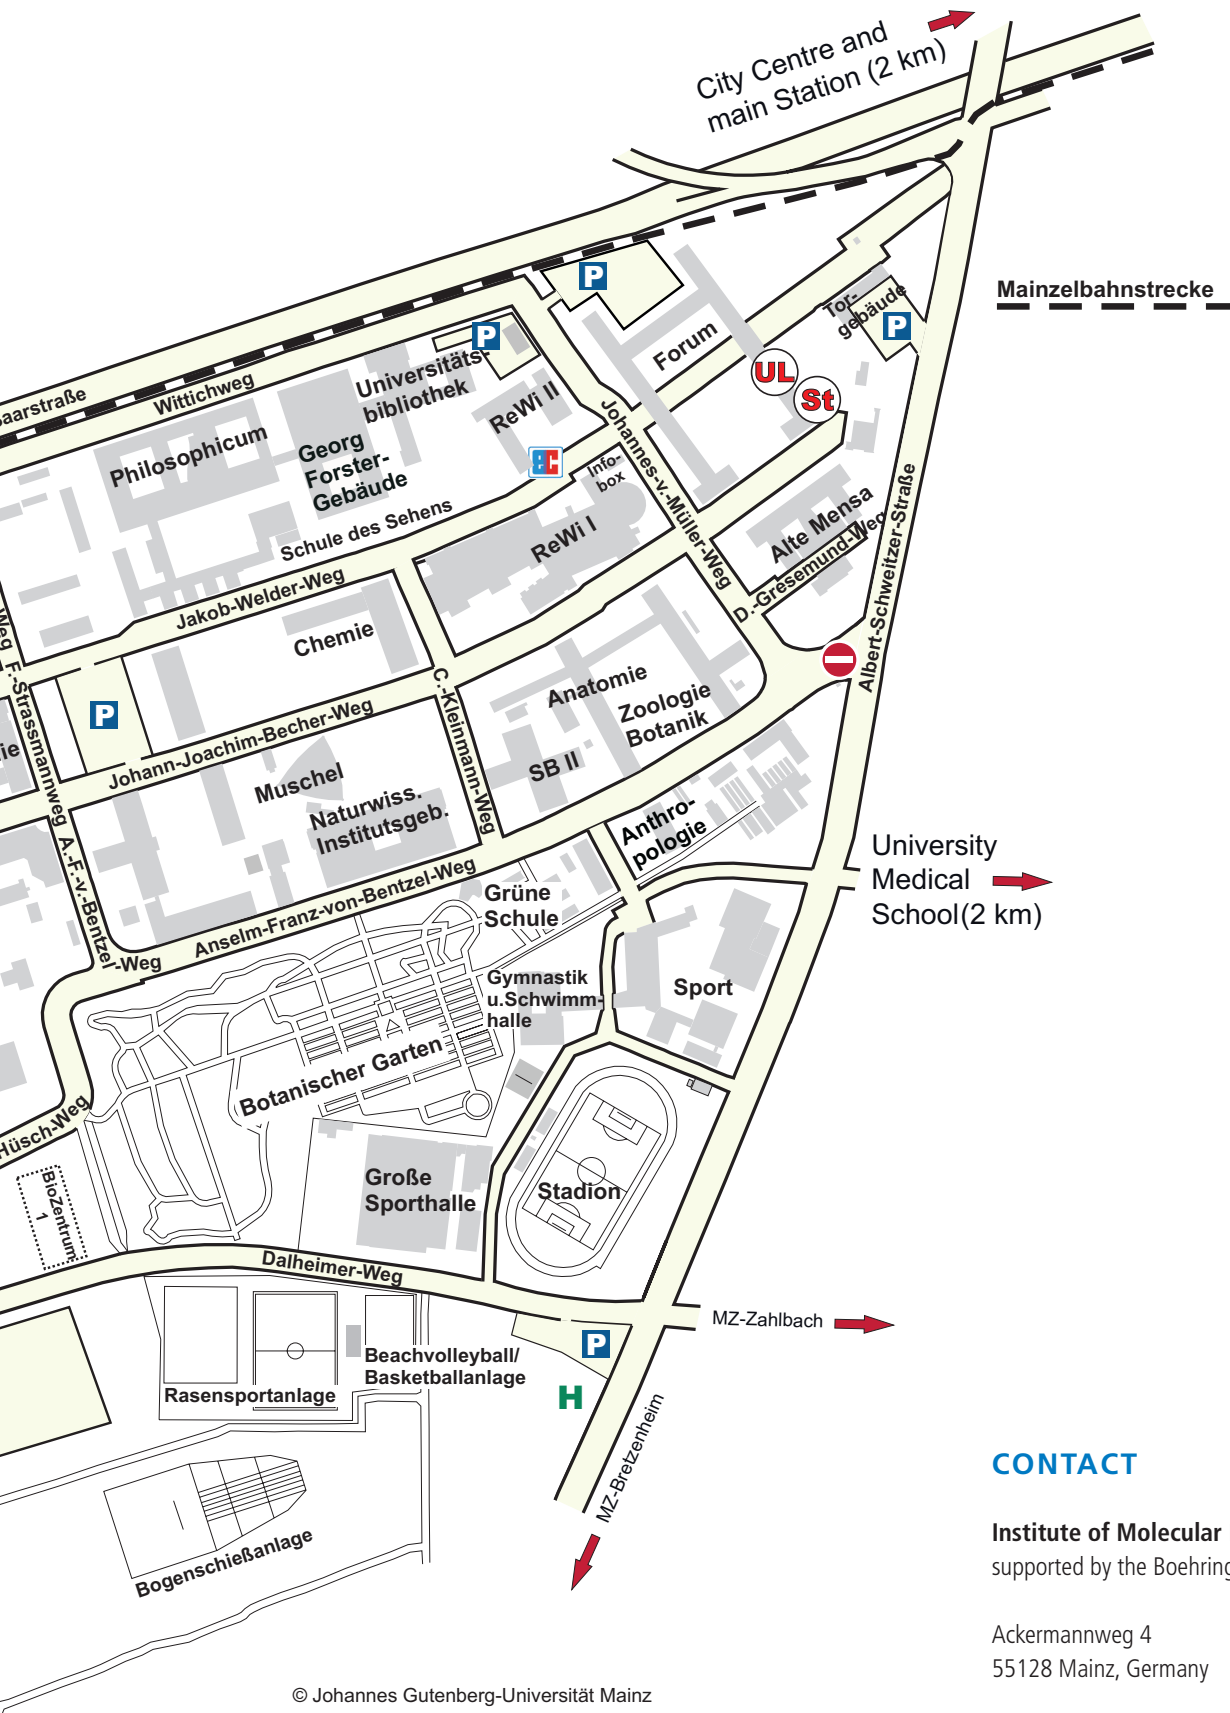 City Centre and
main Station (2 km)
Mainzelbahnstrecke
P
Tor-
gebäude
P
Forum
UL
St
P
Saarstraße
Wittichweg
Universitäts-
bibliothek
ReWi II
Philosophicum
Georg
Forster-
Gebäude
EC
Info-
box
Johannes-v.-Müller-Weg
Schule des Sehens
ReWi I
Alte Mensa
D.-Gresemund-Weg
Albert-Schweitzer-Straße
Jakob-Welder-Weg
Chemie
Weg
F.-Strassmannweg
P
C.-Kleinmann-Weg
Anatomie
Zoologie
Botanik
ie
Johann-Joachim-Becher-Weg
Muschel
SB II
Naturwiss.
Institutsgeb.
Anthro-
pologie
University
Medical
School(2 km)
A.-F.-v.-Bentzel
-Weg
Anselm-Franz-von-Bentzel-Weg
Grüne
Schule
Gymnastik
u.Schwimm-
halle
Sport
Botanischer Garten
Hüsch-Weg
BioZentrum
1
Große
Sporthalle
Stadion
Dalheimer-Weg
MZ-Zahlbach
P
H
Beachvolleyball/
Basketballanlage
Rasensportanlage
MZ-Bretzenheim
Bogenschießanlage
CONTACT
Institute of Molecular
supported by the Boehring
Ackermannweg 4
55128 Mainz, Germany
© Johannes Gutenberg-Universität Mainz